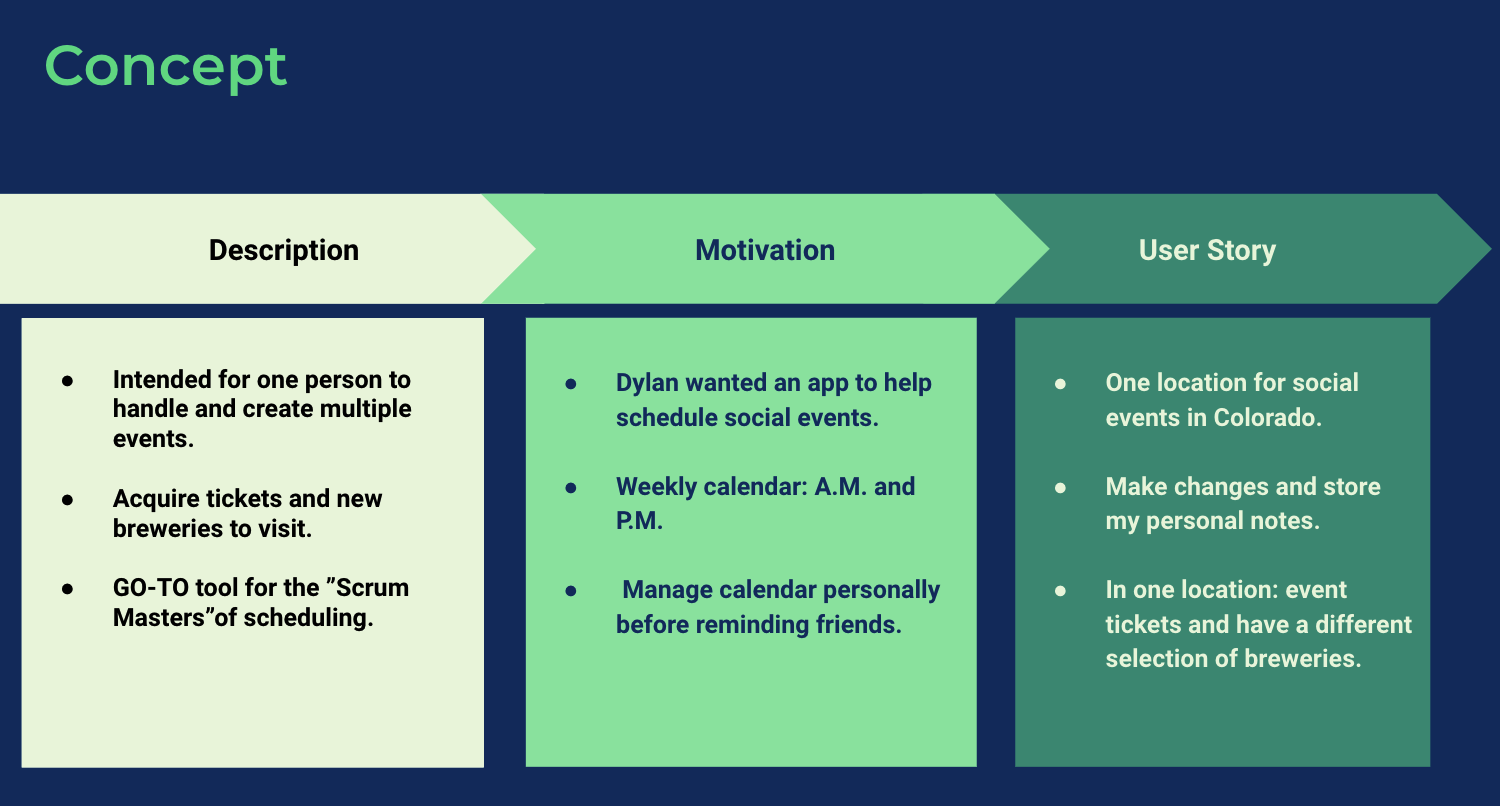 Concept
Description
Motivation
User Story
● Intended for one person to
handle and create multiple
events.
● Acquire tickets and new
breweries to visit.
● GO-TO tool for the ”Scrum
Masters”of scheduling.
● Dylan wanted an app to help
schedule social events.
● Weekly calendar: A.M. and
P.M.
● Manage calendar personally
before reminding friends.
● One location for social
events in Colorado.
● Make changes and store
my personal notes.
● In one location: event
tickets and have a different
selection of breweries.